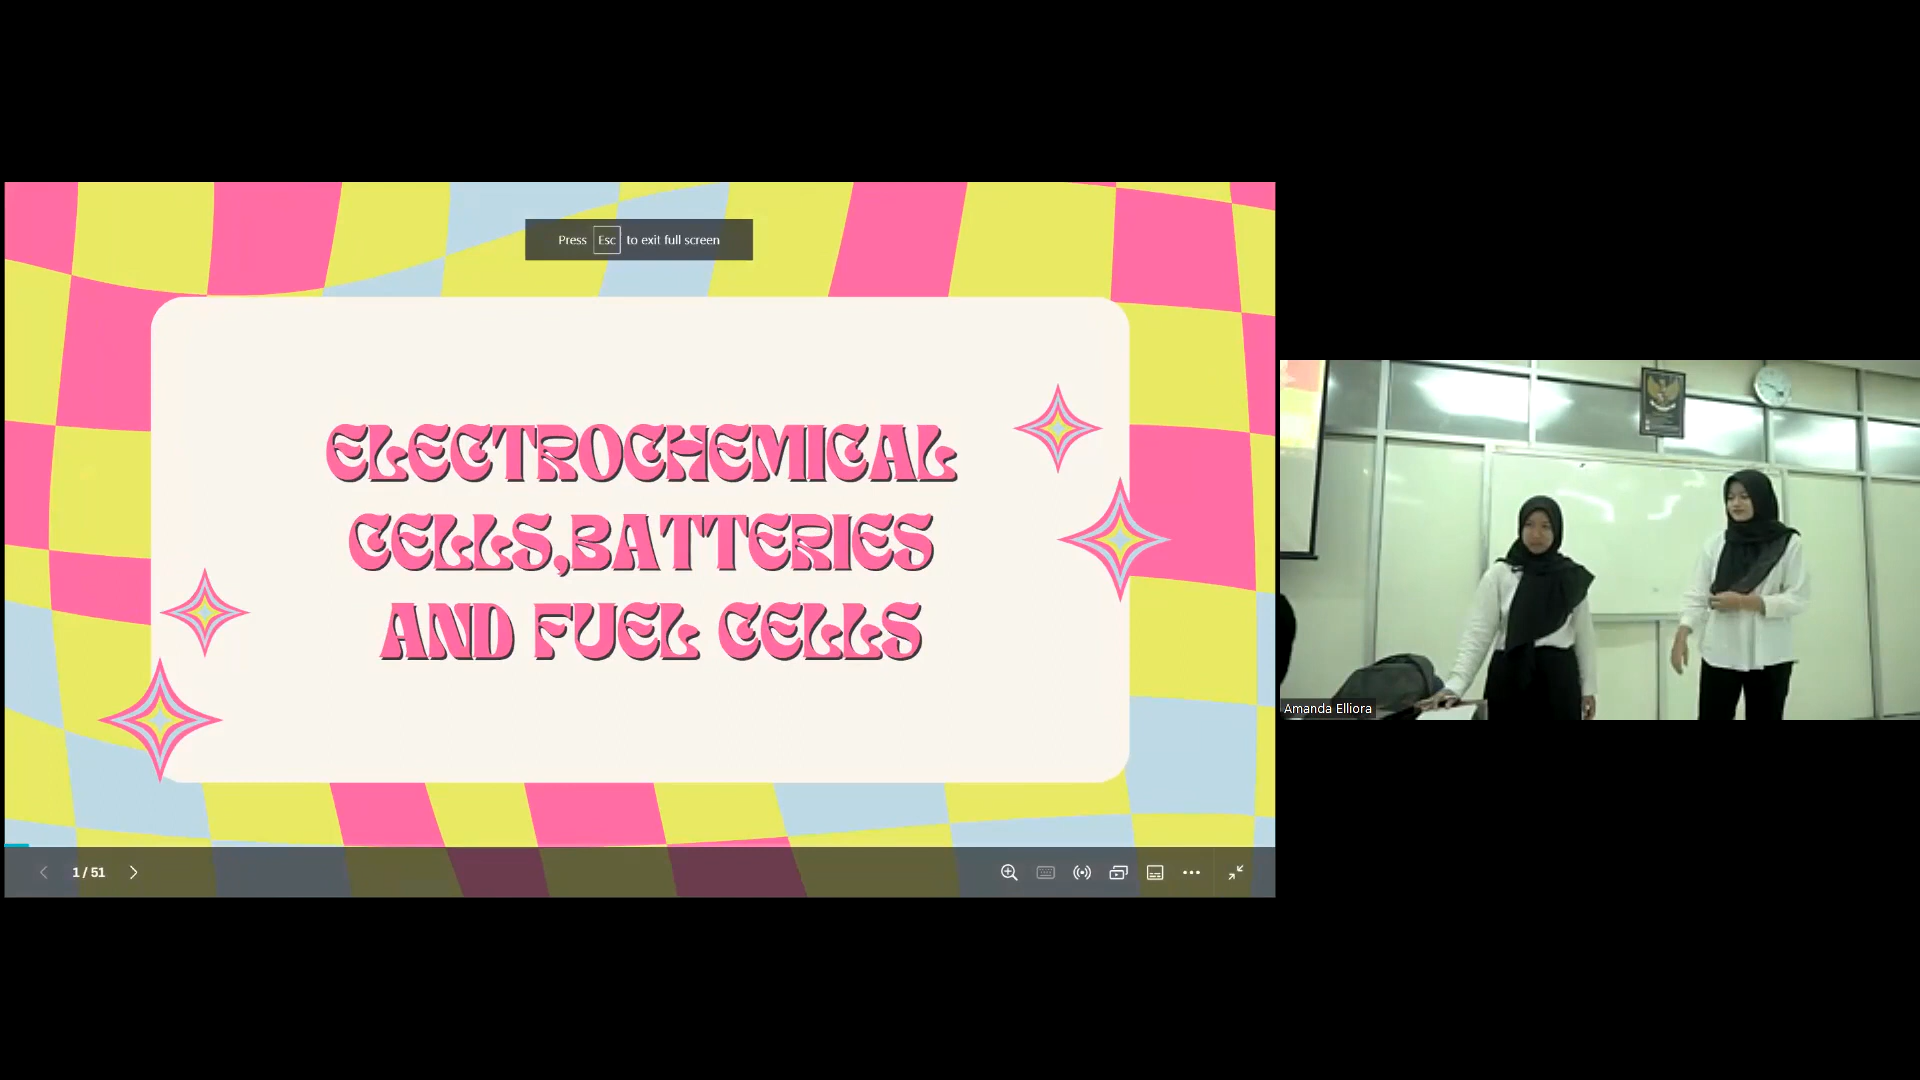 Press Esc to exit full screen
ELECTROCHEMICAL
CELLS,BATTERIES
AND FUEL CELLS
1 / 51
Amanda Elliora